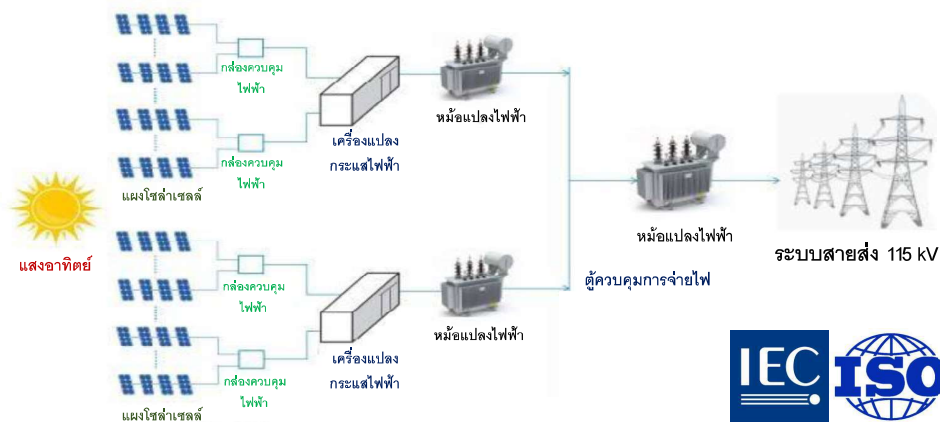 กล่องควบคุม
ไฟฟ้า
หม้อแปลงไฟฟ้า
เครื่องแปลง
กระแสไฟฟ้า
กล่องควบคุม
ไฟฟ้า
แผงโซล่าเซลล์
แสงอาทิตย์
หม้อแปลงไฟฟ้า
ระบบสายส่ง 115 kV
ตู้ควบคุมการจ่ายไฟ
กล่องควบคุม
ไฟฟ้า
หม้อแปลงไฟฟ้า
เครื่องแปลง
กระแสไฟฟ้า
กล่องควบคุม
ไฟฟ้า
แผงโซล่าเซลล์
IEC
ISO